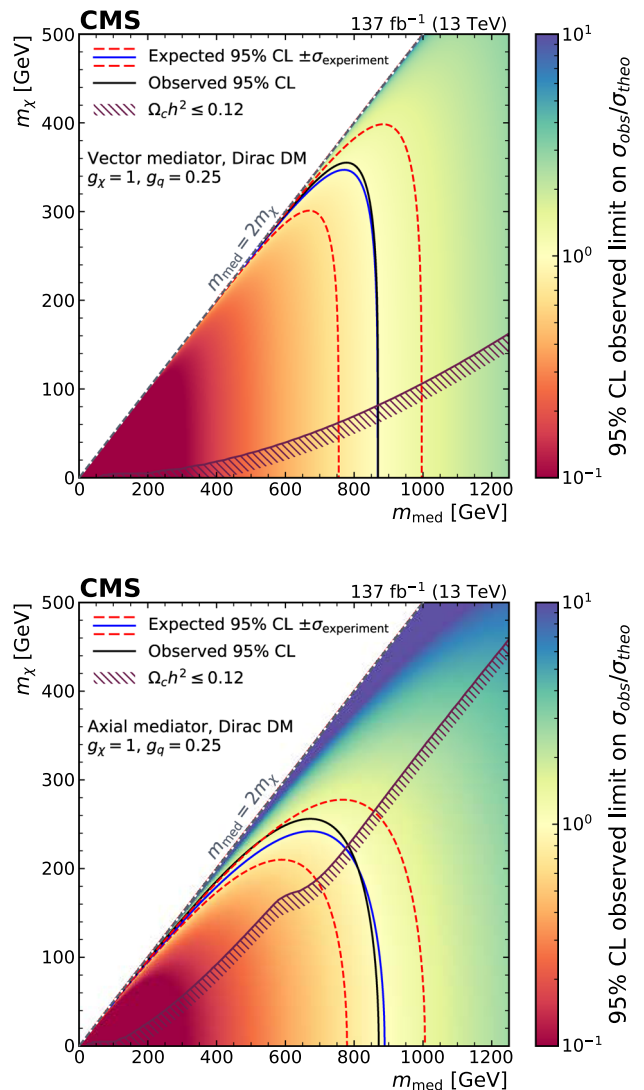 CMS
137 fb⁻¹ (13 TeV)
500
400
300
200
100
0
mχ [GeV]
Expected 95% CL ±σexperiment
Observed 95% CL
Ωch² ≤ 0.12
Vector mediator, Dirac DM
gχ = 1, gq = 0.25
mmed = 2mχ
0 200 400 600 800 1000 1200
mmed [GeV]
10¹
10⁰
10⁻¹
95% CL observed limit on σobs/σtheo
CMS
137 fb⁻¹ (13 TeV)
500
400
300
200
100
0
mχ [GeV]
Expected 95% CL ±σexperiment
Observed 95% CL
Ωch² ≤ 0.12
Axial mediator, Dirac DM
gχ = 1, gq = 0.25
mmed = 2mχ
0 200 400 600 800 1000 1200
mmed [GeV]
10¹
10⁰
10⁻¹
95% CL observed limit on σobs/σtheo